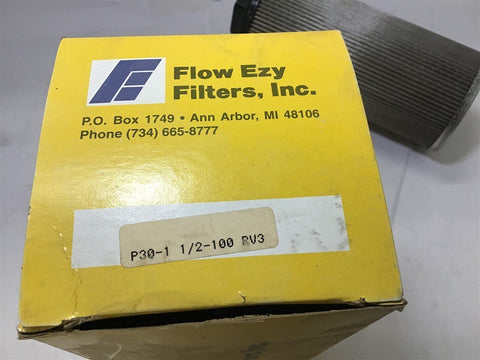 Flow Ezy
Filters, Inc.
P.O. Box 1749 • Ann Arbor, MI 48106
Phone (734) 665-8777
P30-1 1/2-100 RV3